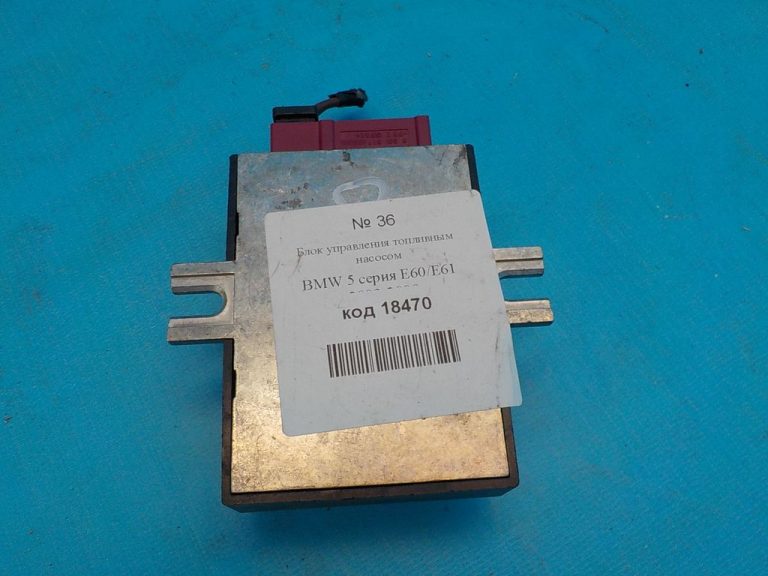 № 36
Блок управления топливным
насосом
BMW 5 серия E60/E61
код 18470